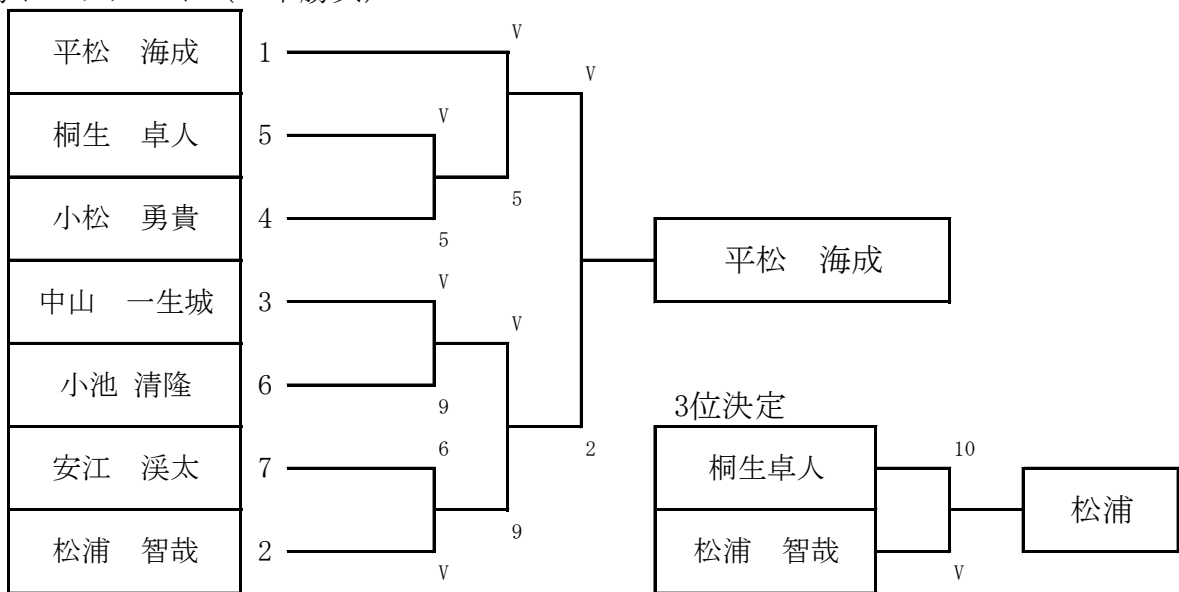 平松　海成 1 V
V
桐生　卓人 5 V
小松　勇貴 4 5
5
平松　海成
中山　一生城 3 V
V
小池 清隆 6 9
3位決定
安江　渓太 7 6 2
桐生卓人 10
松浦
9
松浦　智哉 2 V
松浦　智哉 V